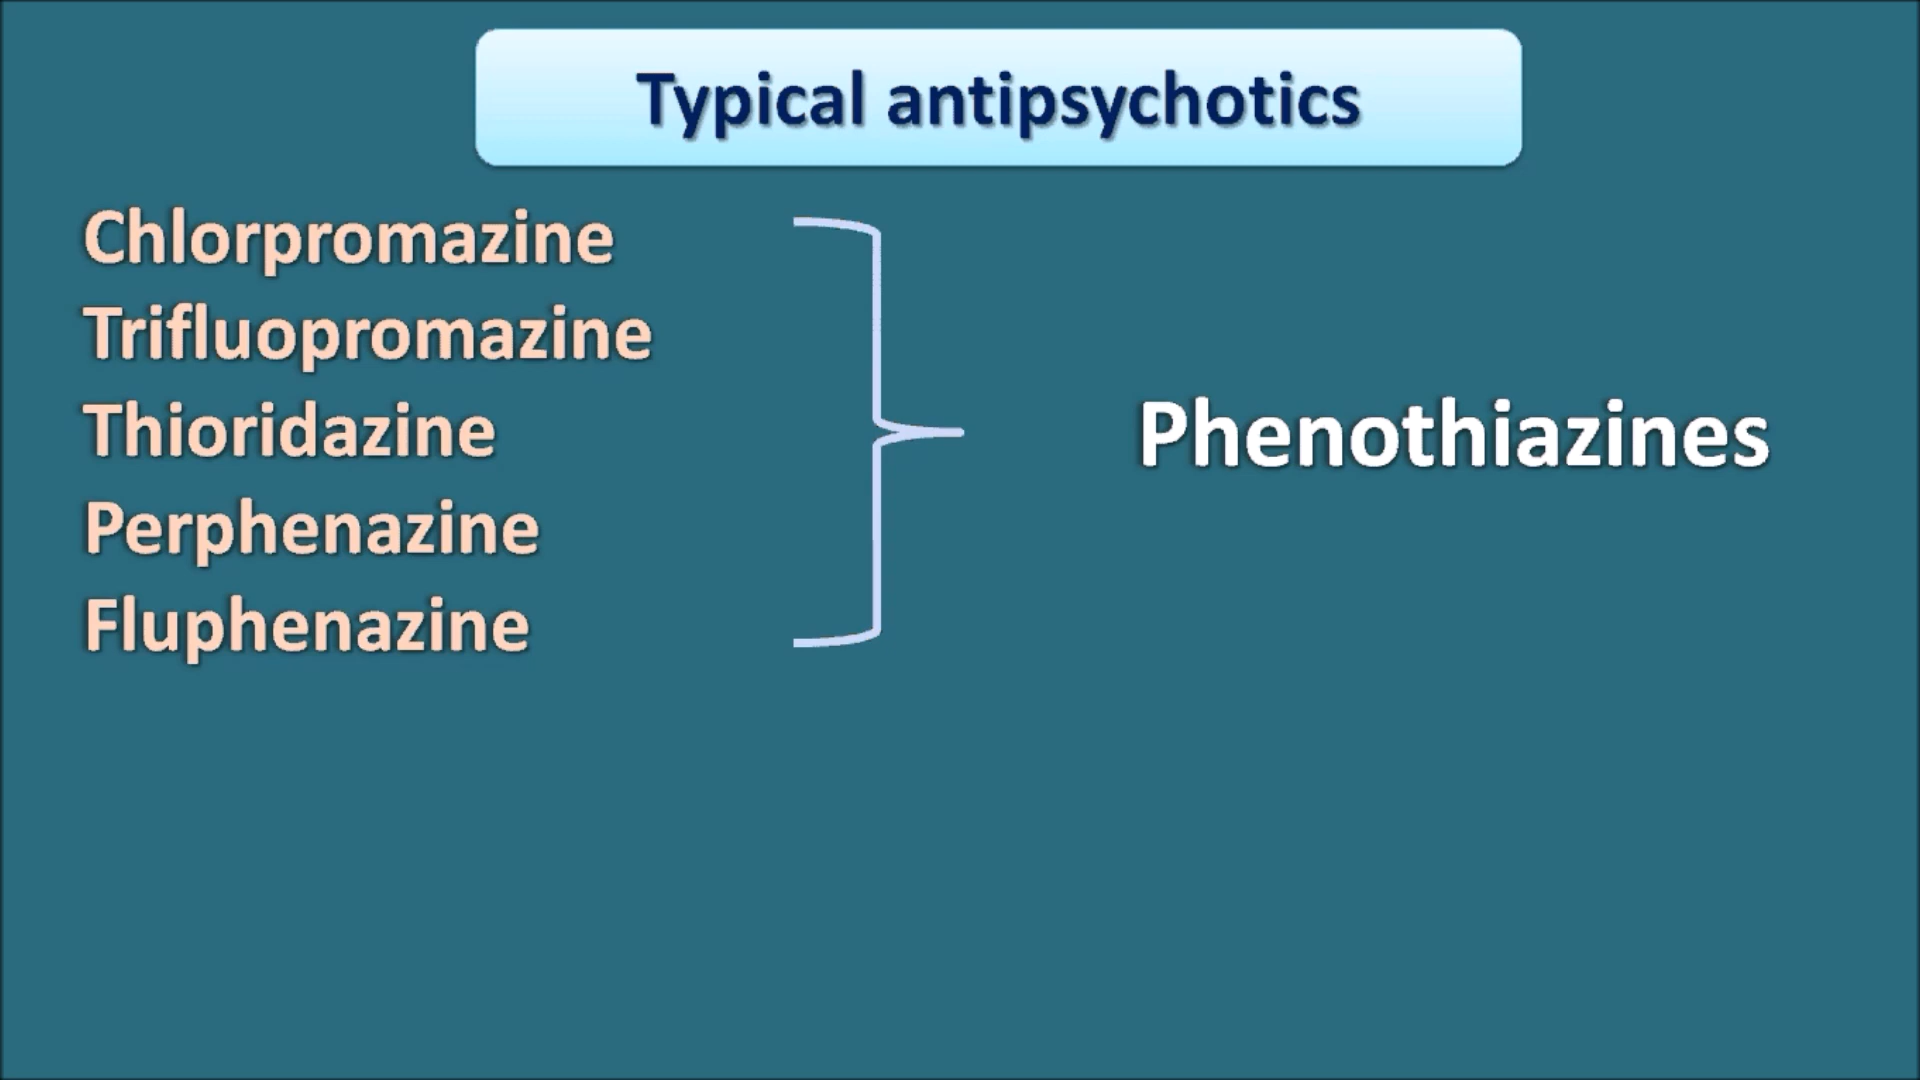 Typical antipsychotics
Chlorpromazine
Trifluopromazine
Thioridazine
Perphenazine
Fluphenazine
Phenothiazines